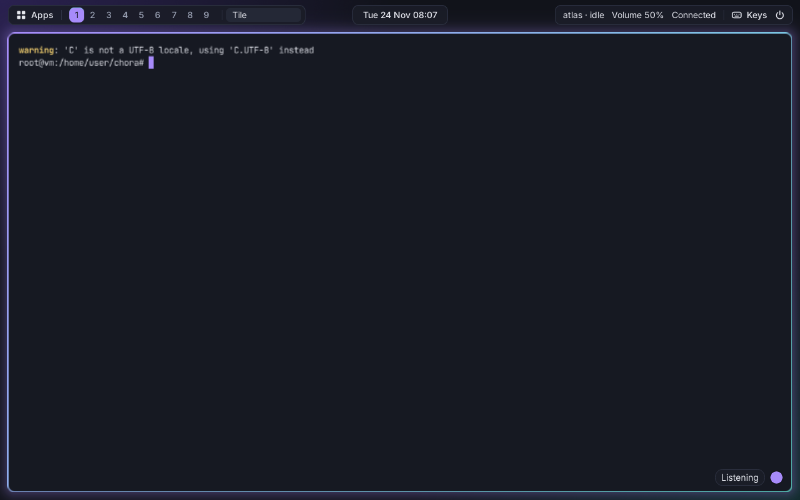 Apps 1 2 3 4 5 6 7 8 9 Tile Tue 24 Nov 08:07 atlas · idle Volume 50% Connected Keys
warning: 'C' is not a UTF-8 locale, using 'C.UTF-8' instead
root@vm:/home/user/chora#
Listening